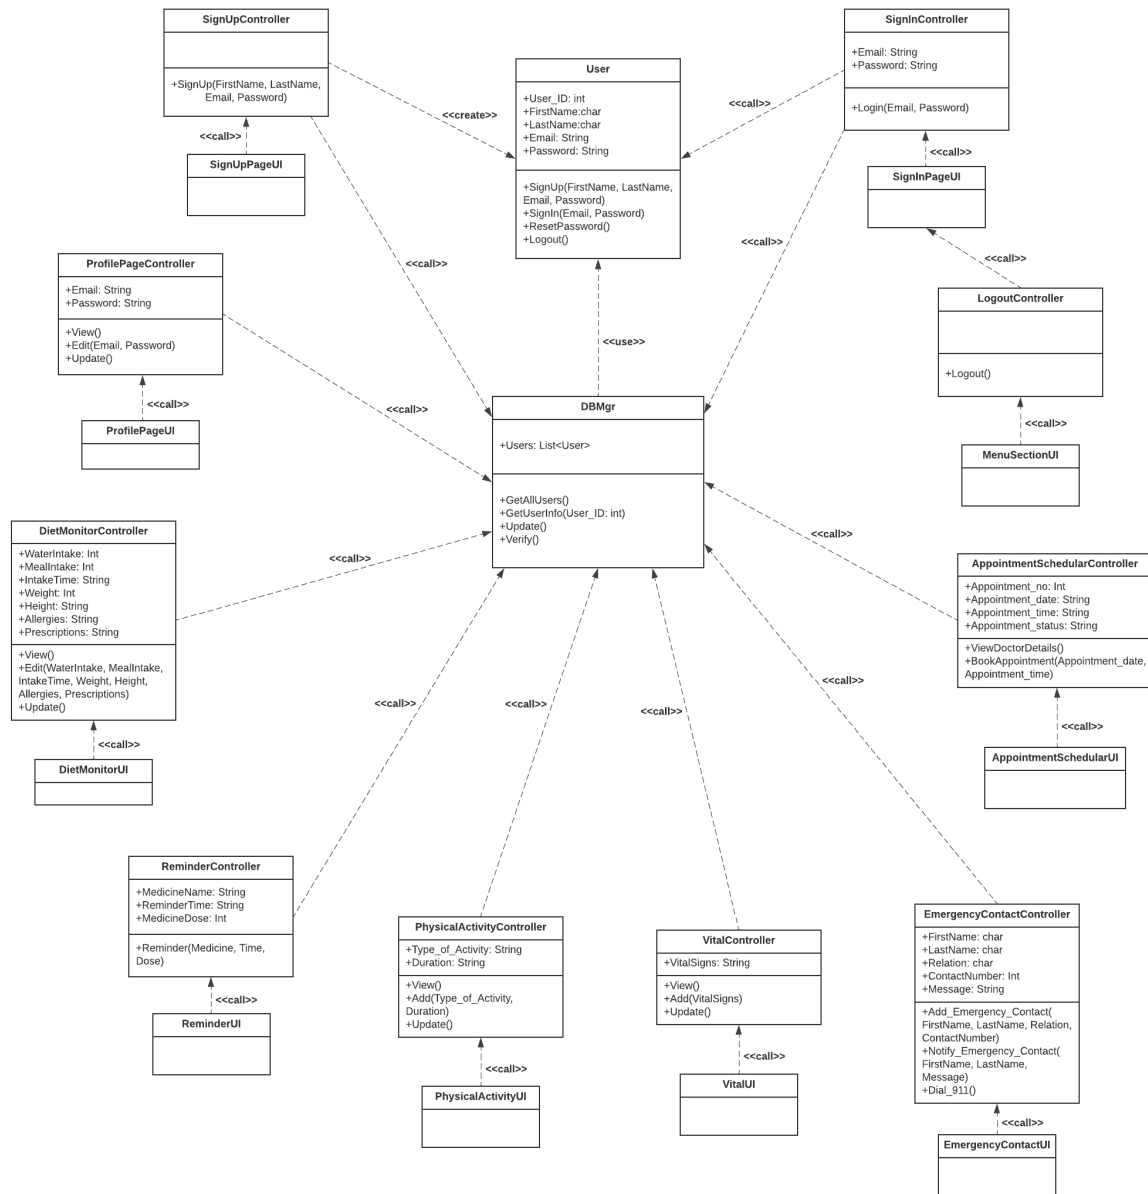 SignUpController
+SignUp(FirstName, LastName,
Email, Password)
<<call>>
SignUpPageUI
<<create>>
User
+User_ID: int
+FirstName:char
+LastName:char
+Email: String
+Password: String
+SignUp(FirstName, LastName,
Email, Password)
+SignIn(Email, Password)
+ResetPassword()
+Logout()
<<call>>
SignInController
+Email: String
+Password: String
+Login(Email, Password)
<<call>>
SignInPageUI
<<call>>
<<call>>
<<call>>
LogoutController
+Logout()
<<call>>
MenuSectionUI
ProfilePageController
+Email: String
+Password: String
+View()
+Edit(Email, Password)
+Update()
<<call>>
ProfilePageUI
<<call>>
<<use>>
DBMgr
+Users: List<User>
+GetAllUsers()
+GetUserInfo(User_ID: int)
+Update()
+Verify()
DietMonitorController
+WaterIntake: Int
+MealIntake: Int
+IntakeTime: String
+Weight: Int
+Height: String
+Allergies: String
+Prescriptions: String
+View()
+Edit(WaterIntake, MealIntake,
IntakeTime, Weight, Height,
Allergies, Prescriptions)
+Update()
<<call>>
DietMonitorUI
<<call>>
<<call>>
AppointmentSchedularController
+Appointment_no: Int
+Appointment_date: String
+Appointment_time: String
+Appointment_status: String
+ViewDoctorDetails()
+BookAppointment(Appointment_date,
Appointment_time)
<<call>>
AppointmentSchedularUI
<<call>>
<<call>>
<<call>>
<<call>>
ReminderController
+MedicineName: String
+ReminderTime: String
+MedicineDose: Int
+Reminder(Medicine, Time,
Dose)
<<call>>
ReminderUI
PhysicalActivityController
+Type_of_Activity: String
+Duration: String
+View()
+Add(Type_of_Activity,
Duration)
+Update()
<<call>>
PhysicalActivityUI
VitalController
+VitalSigns: String
+View()
+Add(VitalSigns)
+Update()
<<call>>
VitalUI
EmergencyContactController
+FirstName: char
+LastName: char
+Relation: char
+ContactNumber: Int
+Message: String
+Add_Emergency_Contact(
FirstName, LastName, Relation,
ContactNumber)
+Notify_Emergency_Contact(
FirstName, LastName,
Message)
+Dial_911()
<<call>>
EmergencyContactUI